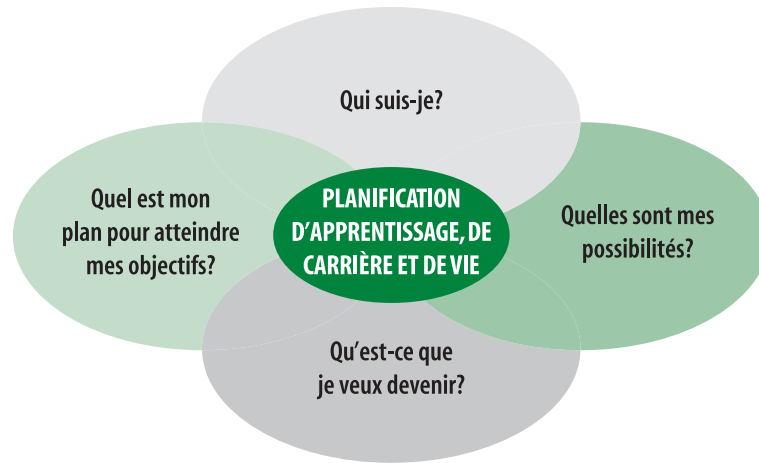 Qui suis-je?
Quel est mon
plan pour atteindre
mes objectifs?
PLANIFICATION
D'APPRENTISSAGE, DE
CARRIÈRE ET DE VIE
Quelles sont mes
possibilités?
Qu'est-ce que
je veux devenir?